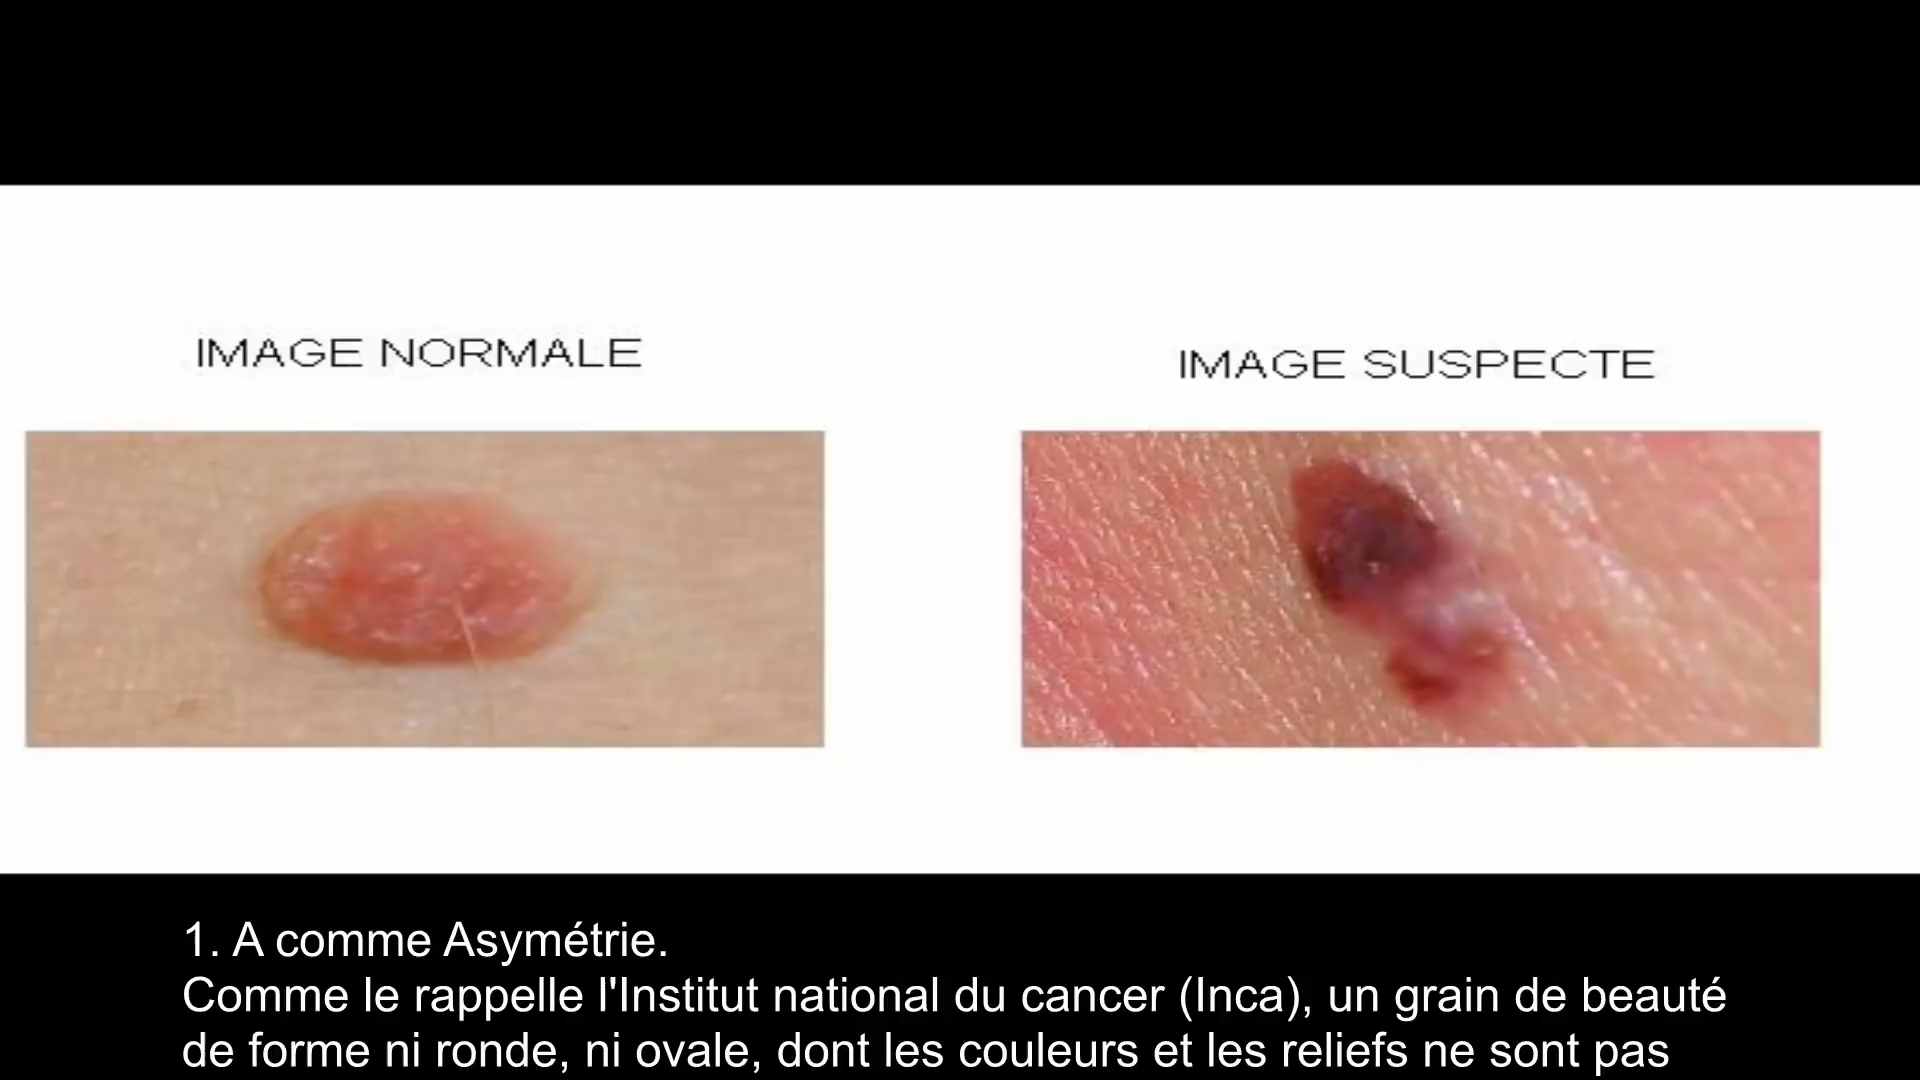 IMAGE NORMALE
IMAGE SUSPECTE
1. A comme Asymétrie.
Comme le rappelle l'Institut national du cancer (Inca), un grain de beauté
de forme ni ronde, ni ovale, dont les couleurs et les reliefs ne sont pas